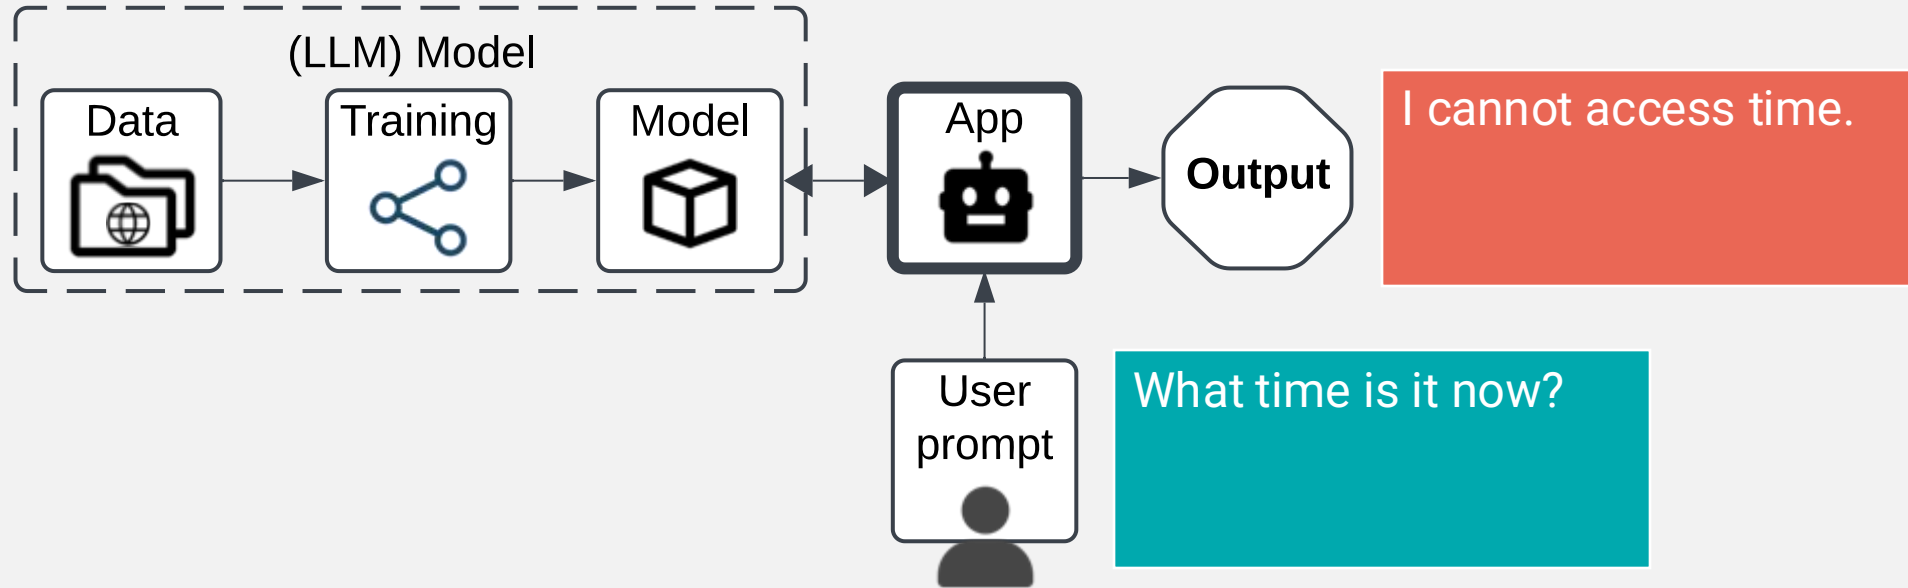 (LLM) Model
Data
Training
Model
App
Output
I cannot access time.
User
prompt
What time is it now?